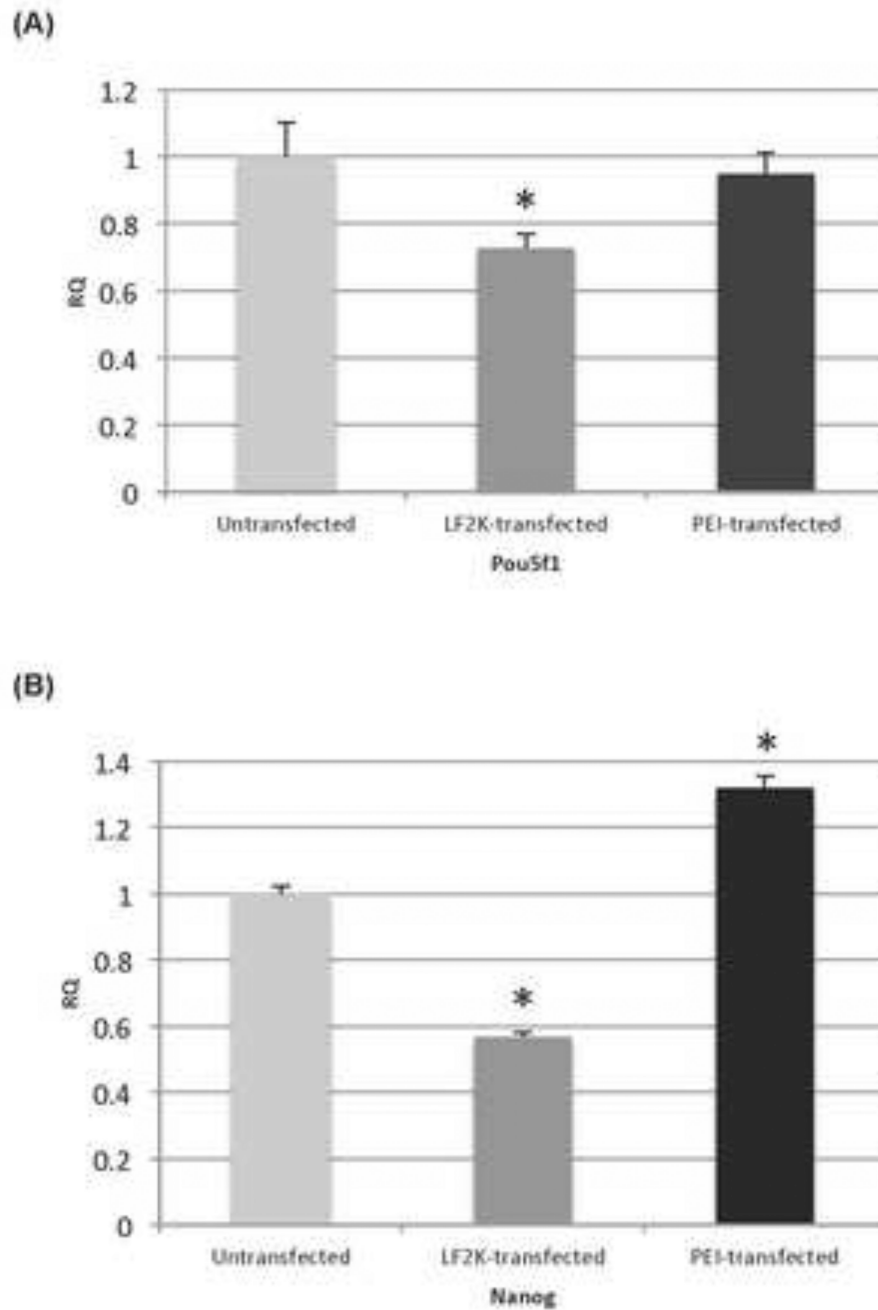 (A)
1.2
1
*
0.8
RQ
0.6
0.4
0.2
0
Untransfected LF2K-transfected PEI-transfected
Pou5f1
(B)
*
1.4
1.2
1
*
0.8
RQ
0.6
0.4
0.2
0
Untransfected LF2K-transfected PEI-transfected
Nanog